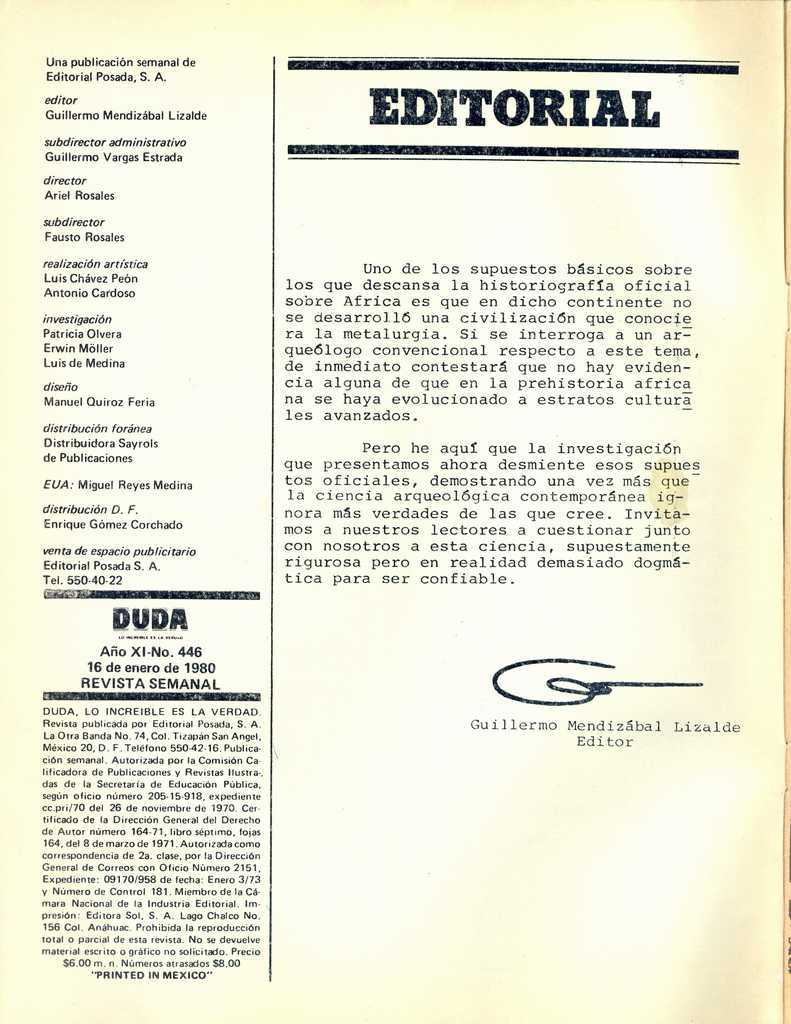 Una publicación semanal de
Editorial Posada, S. A.
editor
Guillermo Mendizábal Lizalde
subdirector administrativo
Guillermo Vargas Estrada
director
Ariel Rosales
subdirector
Fausto Rosales
realización artística
Luis Chávez Peón
Antonio Cardoso
investigación
Patricia Olvera
Erwin Möller
Luis de Medina
diseño
Manuel Quiroz Feria
distribución foránea
Distribuidora Sayrols
de Publicaciones
EUA: Miguel Reyes Medina
distribución D. F.
Enrique Gómez Corchado
venta de espacio publicitario
Editorial Posada S. A.
Tel. 550-40-22
DUDA
LO INCREIBLE ES LA VERDAD
Año XI-No. 446
16 de enero de 1980
REVISTA SEMANAL
DUDA, LO INCREIBLE ES LA VERDAD.
Revista publicada por Editorial Posada, S. A.
La Otra Banda No. 74, Col. Tizapán San Angel,
México 20, D. F. Teléfono 550-42-16. Publica-
ción semanal. Autorizada por la Comisión Ca-
lificadora de Publicaciones y Revistas Ilustra-
das de la Secretaría de Educación Pública,
según oficio número 205-15-918, expediente
cc.pri/70 del 26 de noviembre de 1970. Cer-
tificado de la Dirección General del Derecho
de Autor número 164-71, libro séptimo, fojas
164, del 8 de marzo de 1971. Autorizada como
correspondencia de 2a. clase, por la Dirección
General de Correos con Oficio Número 2151,
Expediente: 09170/958 de fecha: Enero 3/73
y Número de Control 181. Miembro de la Cá-
mara Nacional de la Industria Editorial. Im-
presión: Editora Sol, S. A. Lago Chalco No.
156 Col. Anáhuac. Prohibida la reproducción
total o parcial de esta revista. No se devuelve
material escrito o gráfico no solicitado. Precio
$6.00 m. n. Números atrasados $8.00
"PRINTED IN MEXICO"
EDITORIAL
Uno de los supuestos básicos sobre
los que descansa la historiografía oficial
sobre Africa es que en dicho continente no
se desarrolló una civilización que conocie
ra la metalurgia. Si se interroga a un ar-
queólogo convencional respecto a este tema,
de inmediato contestará que no hay eviden-
cia alguna de que en la prehistoria africa
na se haya evolucionado a estratos cultura
les avanzados.
Pero he aquí que la investigación
que presentamos ahora desmiente esos supues
tos oficiales, demostrando una vez más que
la ciencia arqueológica contemporánea ig-
nora más verdades de las que cree. Invita-
mos a nuestros lectores a cuestionar junto
con nosotros a esta ciencia, supuestamente
rigurosa pero en realidad demasiado dogmá-
tica para ser confiable.
Guillermo Mendizábal Lizalde
Editor